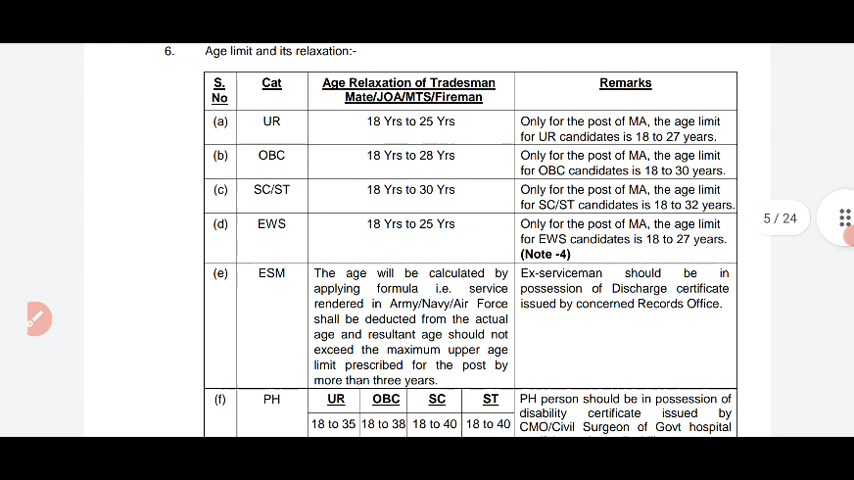 6. Age limit and its relaxation:-
S. No Cat Age Relaxation of Tradesman Mate/JOA/MTS/Fireman Remarks
(a) UR 18 Yrs to 25 Yrs Only for the post of MA, the age limit
for UR candidates is 18 to 27 years.
(b) OBC 18 Yrs to 28 Yrs Only for the post of MA, the age limit
for OBC candidates is 18 to 30 years.
(c) SC/ST 18 Yrs to 30 Yrs Only for the post of MA, the age limit
for SC/ST candidates is 18 to 32 years.
(d) EWS 18 Yrs to 25 Yrs Only for the post of MA, the age limit
for EWS candidates is 18 to 27 years.
(Note -4)
(e) ESM
The age will be calculated by
applying formula i.e. service
rendered in Army/Navy/Air Force
shall be deducted from the actual
age and resultant age should not
exceed the maximum upper age
limit prescribed for the post by
more than three years.
Ex-serviceman should be in
possession of Discharge certificate
issued by concerned Records Office.
(f) PH
UR OBC SC ST
18 to 35 18 to 38 18 to 40 18 to 40
PH person should be in possession of
disability certificate issued by
CMO/Civil Surgeon of Govt hospital
5 / 24